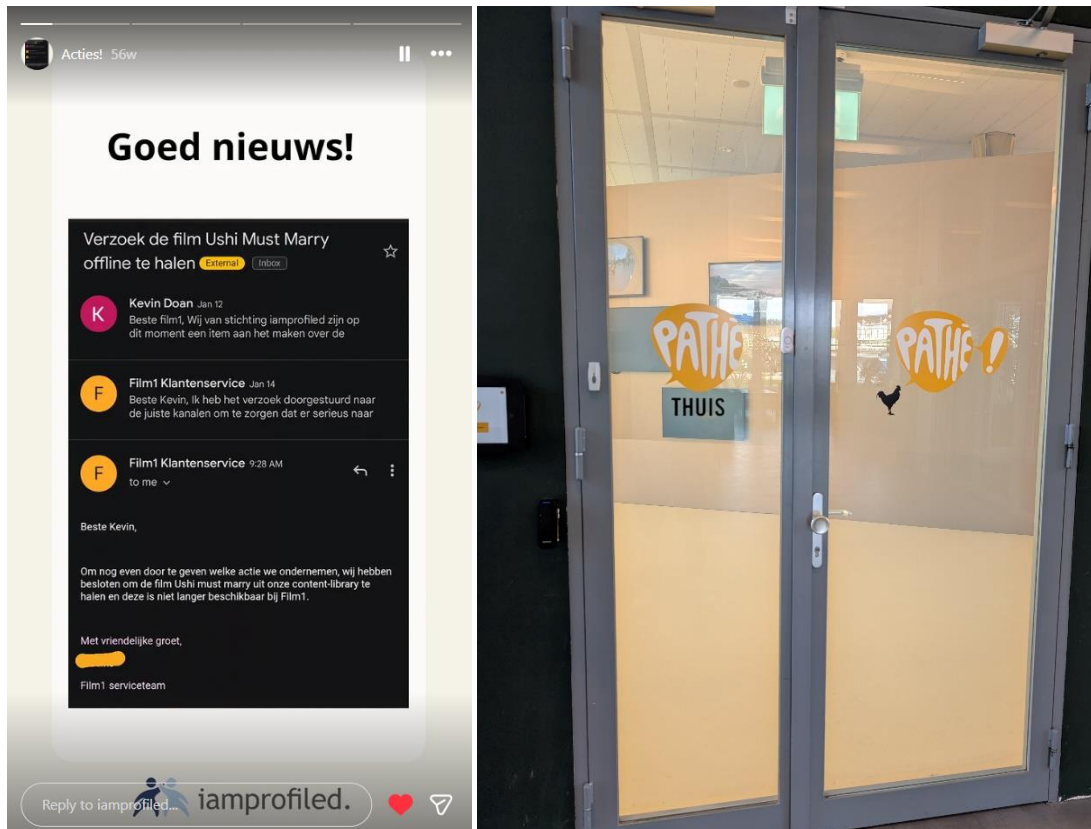 Acties! 56w
Goed nieuws!
Verzoek de film Ushi Must Marry
offline te halen External Inbox
K
Kevin Doan Jan 12
Beste film1, Wij van stichting iamprofiled zijn op
dit moment een item aan het maken over de
F
Film1 Klantenservice Jan 14
Beste Kevin, Ik heb het verzoek doorgestuurd naar
de juiste kanalen om te zorgen dat er serieus naar
F
Film1 Klantenservice 9:28 AM
to me
Beste Kevin,
Om nog even door te geven welke actie we ondernemen, wij hebben
besloten om de film Ushi must marry uit onze content-library te
halen en deze is niet langer beschikbaar bij Film1.
Met vriendelijke groet,
Film1 serviceteam
Reply to iamprofiled...
iamprofiled.
PATHÉ
THUIS
PATHÉ!